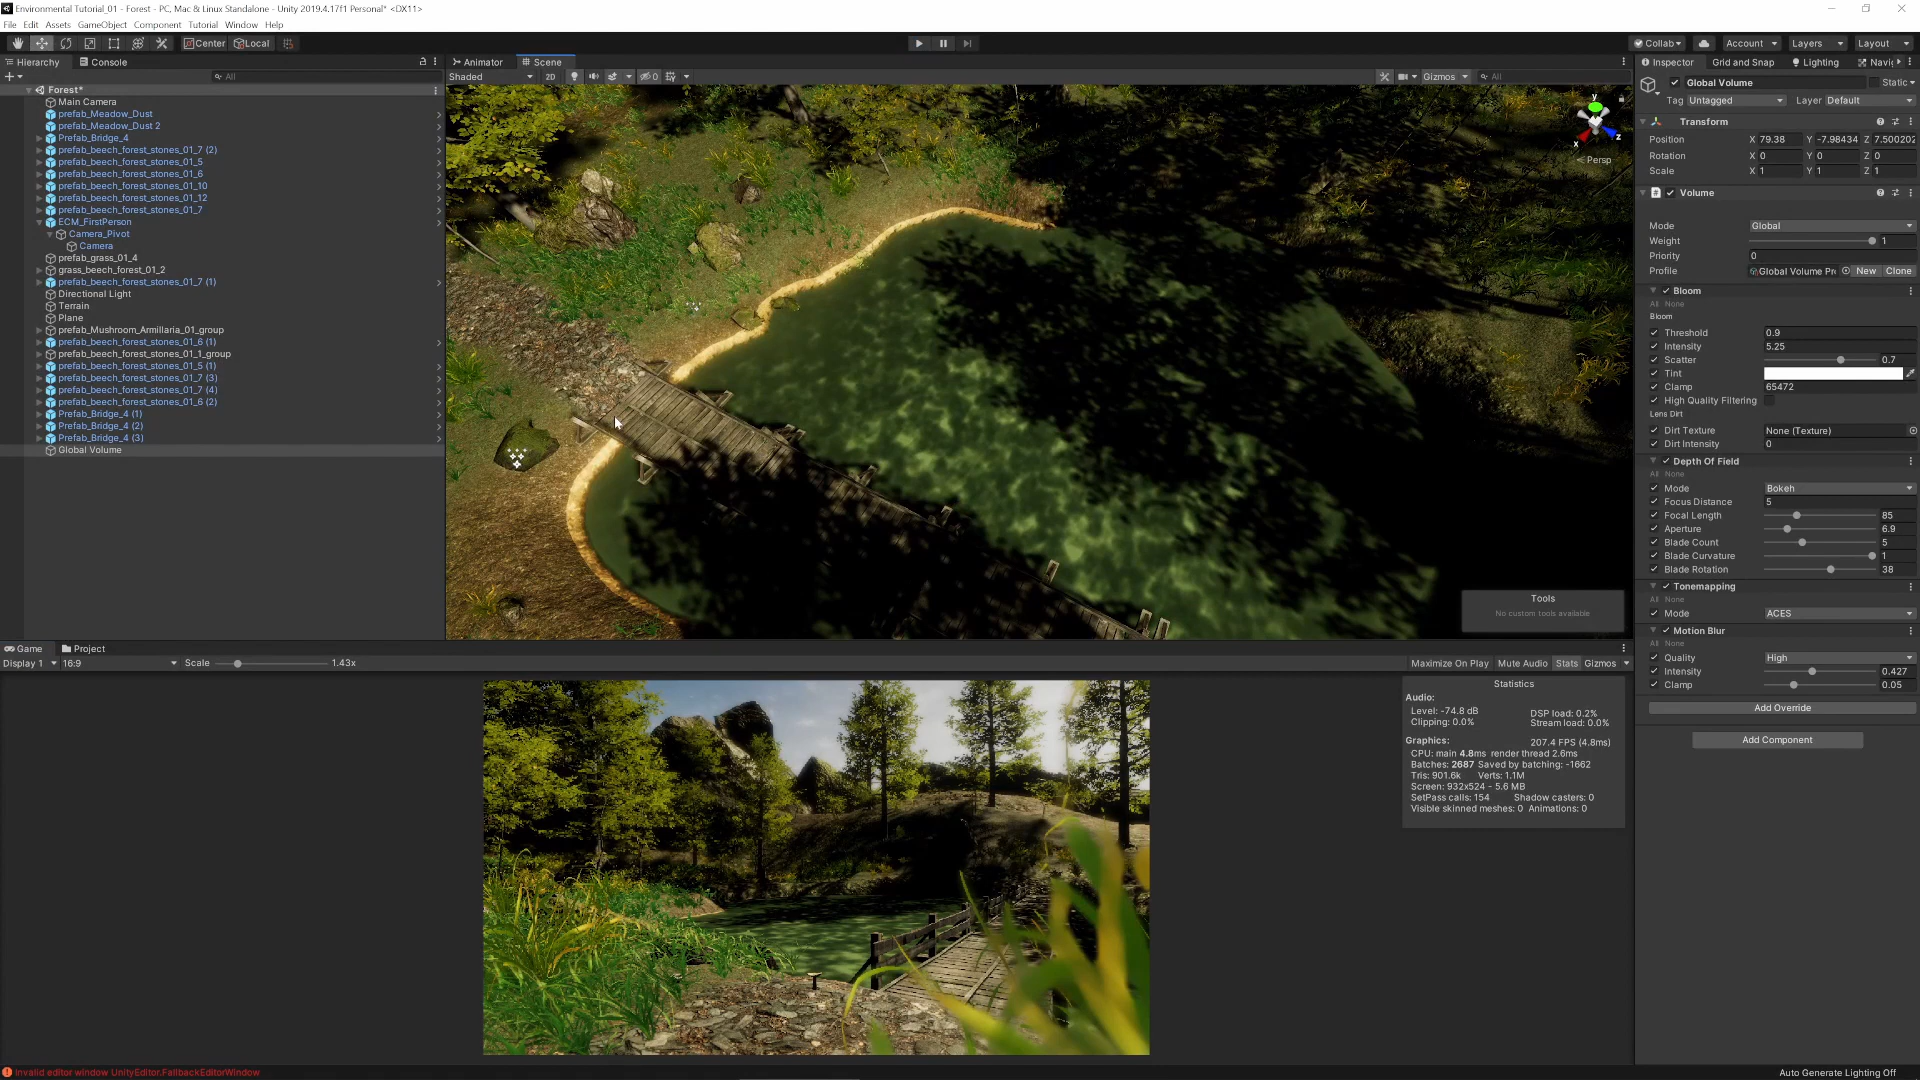 Environmental Tutorial_01 - Forest - PC, Mac & Linux Standalone - Unity 2019.4.17f1 Personal* <DX11>
File Edit Assets GameObject Component Tutorial Window Help
Center Local
Collab Account Layers Layout
Hierarchy Console
All
Forest*
Main Camera
prefab_Meadow_Dust
prefab_Meadow_Dust 2
Prefab_Bridge_4
prefab_beech_forest_stones_01_7 (2)
prefab_beech_forest_stones_01_5
prefab_beech_forest_stones_01_6
prefab_beech_forest_stones_01_10
prefab_beech_forest_stones_01_12
prefab_beech_forest_stones_01_7
ECM_FirstPerson
Camera_Pivot
Camera
prefab_grass_01_4
grass_beech_forest_01_2
prefab_beech_forest_stones_01_7 (1)
Directional Light
Terrain
Plane
prefab_Mushroom_Armillaria_01_group
prefab_beech_forest_stones_01_6 (1)
prefab_beech_forest_stones_01_1_group
prefab_beech_forest_stones_01_5 (1)
prefab_beech_forest_stones_01_7 (3)
prefab_beech_forest_stones_01_7 (4)
prefab_beech_forest_stones_01_6 (2)
Prefab_Bridge_4 (1)
Prefab_Bridge_4 (2)
Prefab_Bridge_4 (3)
Global Volume
Animator Scene
Shaded 2D 0 Gizmos All
y
x z
Persp
Tools
No custom tools available
Inspector Grid and Snap Lighting Navig
Global Volume Static
Tag Untagged Layer Default
Transform
Position X 79.38 Y -7.98434 Z 7.500202
Rotation X 0 Y 0 Z 0
Scale X 1 Y 1 Z 1
Volume
Mode Global
Weight 1
Priority 0
Profile Global Volume Pr New Clone
Bloom
All None
Bloom
Threshold 0.9
Intensity 5.25
Scatter 0.7
Tint
Clamp 65472
High Quality Filtering
Lens Dirt
Dirt Texture None (Texture)
Dirt Intensity 0
Depth Of Field
All None
Mode Bokeh
Focus Distance 5
Focal Length 85
Aperture 6.9
Blade Count 5
Blade Curvature 1
Blade Rotation 38
Tonemapping
All None
Mode ACES
Motion Blur
All None
Quality High
Intensity 0.427
Clamp 0.05
Add Override
Add Component
Game Project
Display 1 16:9 Scale 1.43x Maximize On Play Mute Audio Stats Gizmos
Statistics
Audio:
Level: -74.8 dB DSP load: 0.2%
Clipping: 0.0% Stream load: 0.0%
Graphics: 207.4 FPS (4.8ms)
CPU: main 4.8ms render thread 2.6ms
Batches: 2687 Saved by batching: -1662
Tris: 901.6k Verts: 1.1M
Screen: 932x524 - 5.6 MB
SetPass calls: 154 Shadow casters: 0
Visible skinned meshes: 0 Animations: 0
Invalid editor window UnityEditor.FallbackEditorWindow
Auto Generate Lighting Off